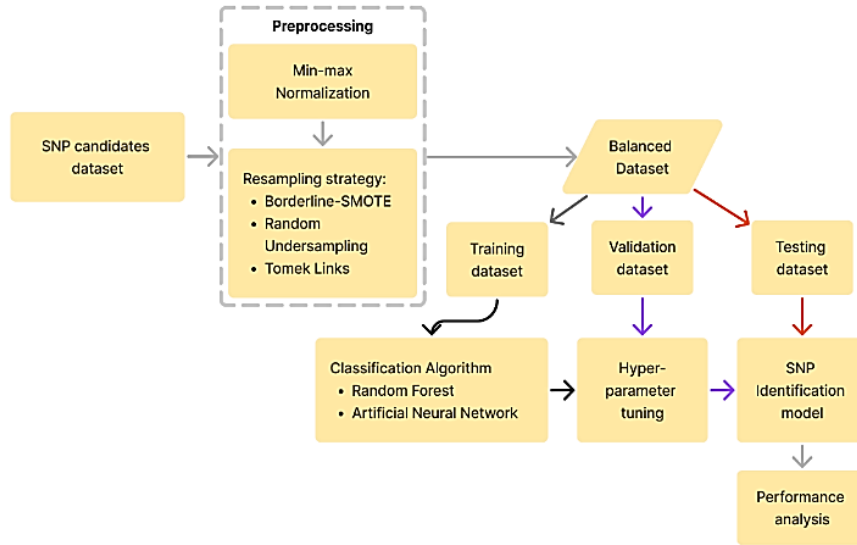 Preprocessing
Min-max
Normalization
SNP candidates
dataset
Resampling strategy:
• Borderline-SMOTE
• Random
Undersampling
• Tomek Links
Balanced
Dataset
Training
dataset
Validation
dataset
Testing
dataset
Classification Algorithm
• Random Forest
• Artificial Neural Network
Hyper-
parameter
tuning
SNP
Identification
model
Performance
analysis